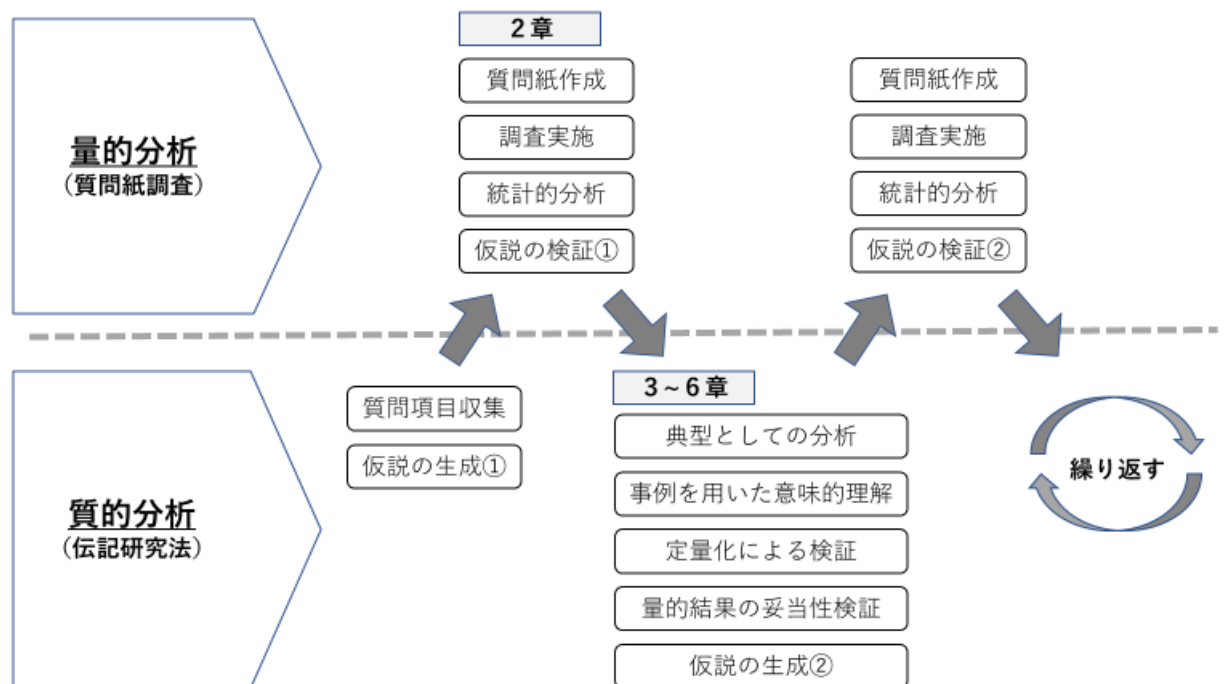 2章
質問紙作成
調査実施
統計的分析
仮説の検証①
質問紙作成
調査実施
統計的分析
仮説の検証②
量的分析
（質問紙調査）
質問項目収集
仮説の生成①
3~6章
典型としての分析
事例を用いた意味的理解
定量化による検証
量的結果の妥当性検証
仮説の生成②
繰り返す
質的分析
（伝記研究法）